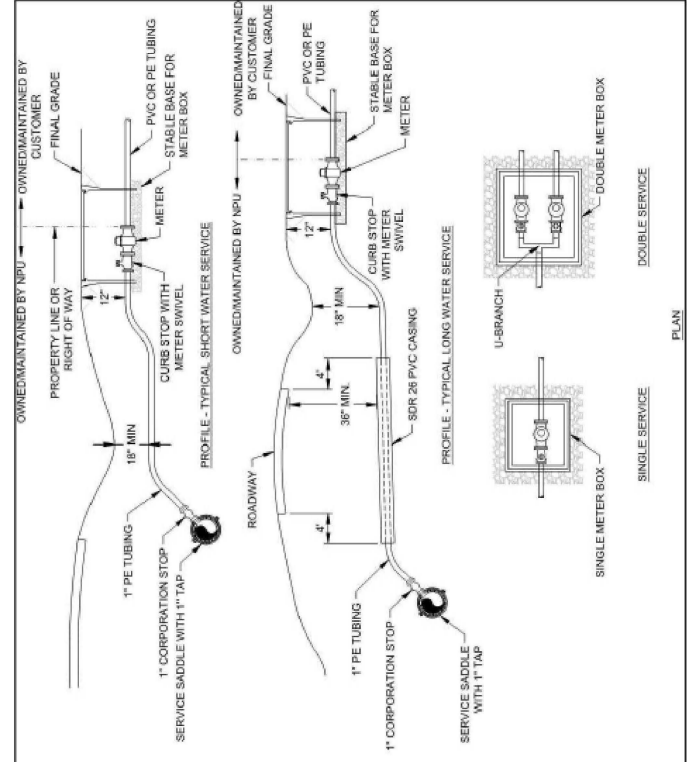 OWNED/MAINTAINED BY NPU
OWNED/MAINTAINED BY
CUSTOMER
FINAL GRADE
PROPERTY LINE OR
RIGHT OF WAY
12"
PVC OR PE TUBING
STABLE BASE FOR
METER BOX
METER
CURB STOP WITH
METER SWIVEL
18" MIN
1" PE TUBING
1" CORPORATION STOP
SERVICE SADDLE WITH 1" TAP
PROFILE - TYPICAL SHORT WATER SERVICE
OWNED/MAINTAINED BY NPU
OWNED/MAINTAINED
BY CUSTOMER
FINAL GRADE
PVC OR PE
TUBING
STABLE BASE FOR
METER BOX
METER
12"
CURB STOP
WITH METER
SWIVEL
18" MIN
ROADWAY
4'
36" MIN.
4'
SDR 26 PVC CASING
1" PE TUBING
1" CORPORATION STOP
SERVICE SADDLE
WITH 1" TAP
PROFILE - TYPICAL LONG WATER SERVICE
SINGLE METER BOX
SINGLE SERVICE
U-BRANCH
DOUBLE METER BOX
DOUBLE SERVICE
PLAN